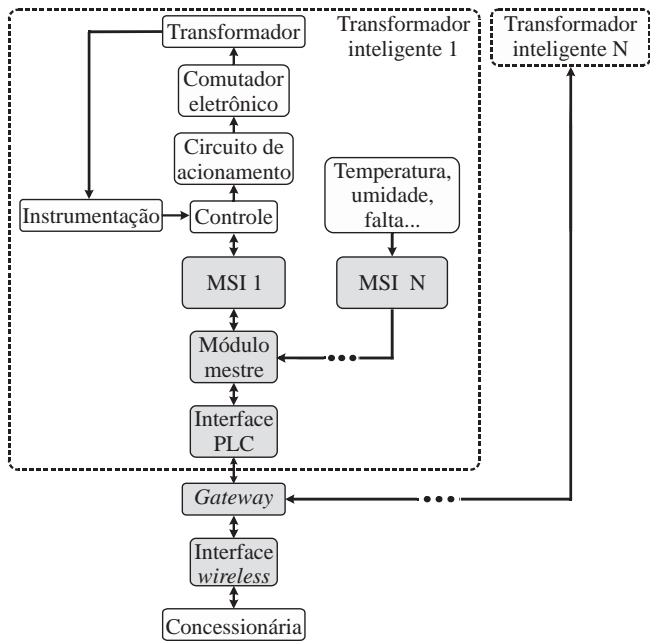 Transformador
Transformador
inteligente 1
Transformador
inteligente N
Comutador
eletrônico
Circuito de
acionamento
Temperatura,
umidade,
falta...
Instrumentação
Controle
MSI 1
MSI N
Módulo
mestre
Interface
PLC
Gateway
Interface
wireless
Concessionária